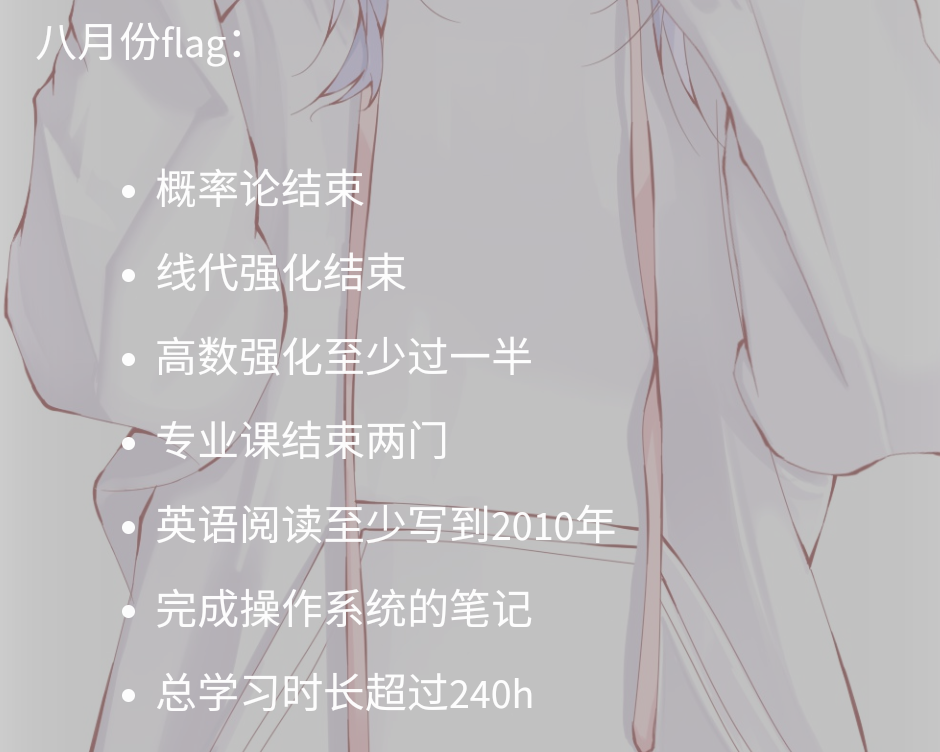 八月份flag：
• 概率论结束
• 线代强化结束
• 高数强化至少过一半
• 专业课结束两门
• 英语阅读至少写到2010年
• 完成操作系统的笔记
• 总学习时长超过240h